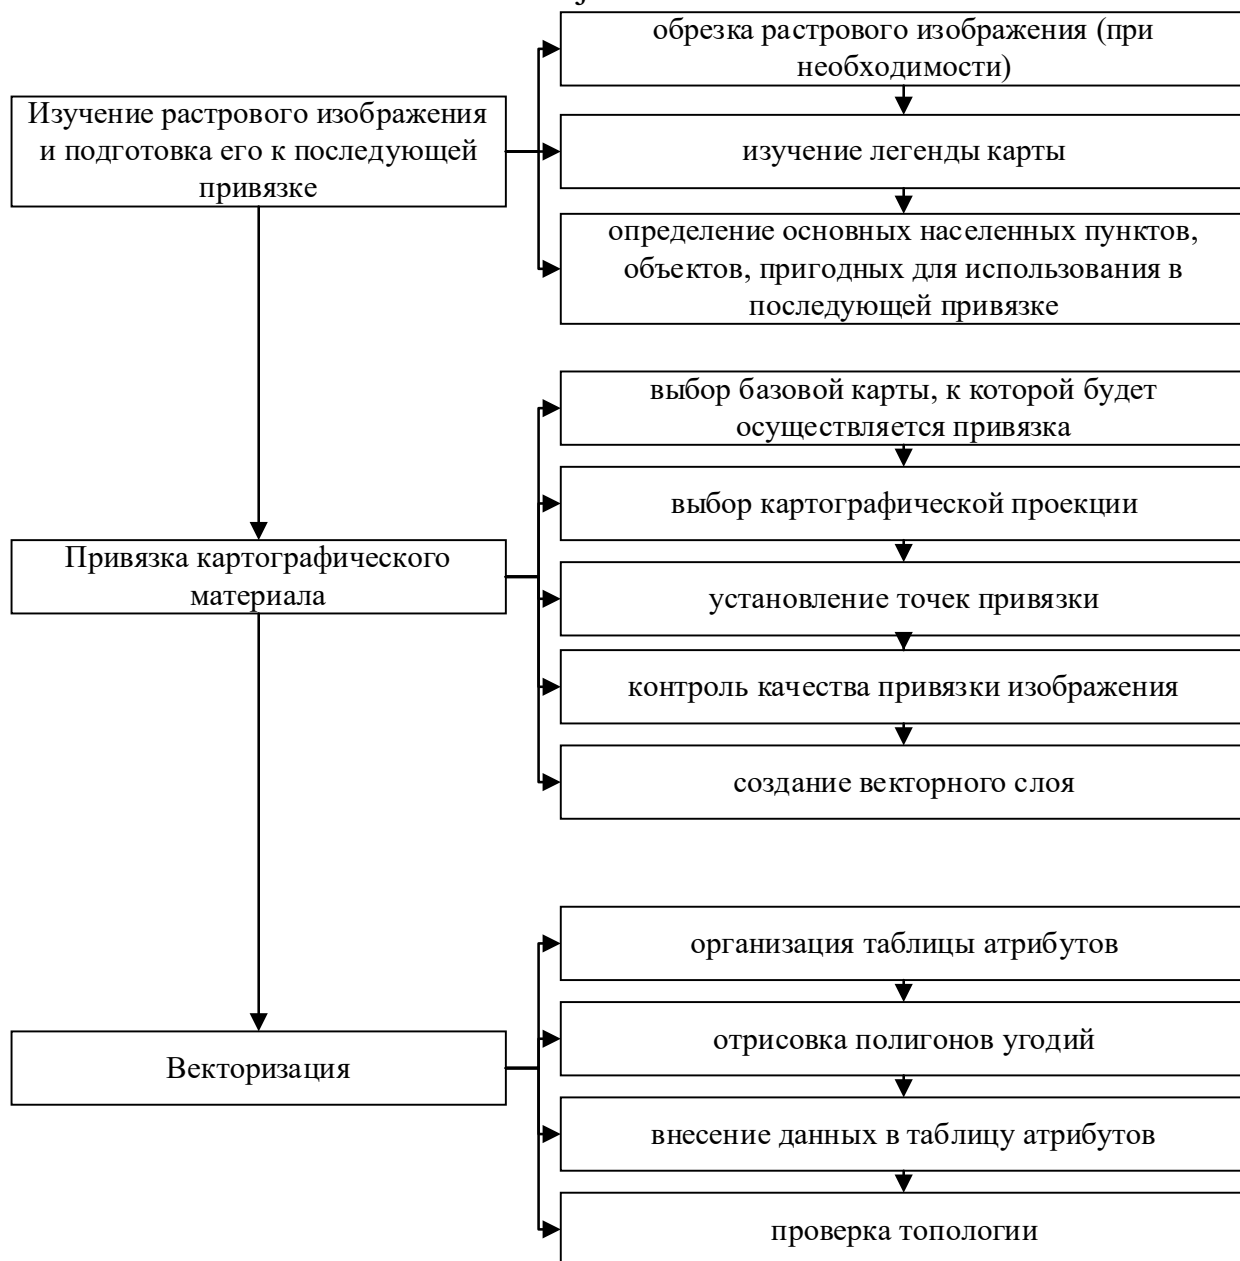 обрезка растрового изображения (при
необходимости)
Изучение растрового изображения
и подготовка его к последующей
привязке
изучение легенды карты
определение основных населенных пунктов,
объектов, пригодных для использования в
последующей привязке
выбор базовой карты, к которой будет
осуществляется привязка
выбор картографической проекции
Привязка картографического
материала
установление точек привязки
контроль качества привязки изображения
создание векторного слоя
организация таблицы атрибутов
отрисовка полигонов угодий
Векторизация
внесение данных в таблицу атрибутов
проверка топологии